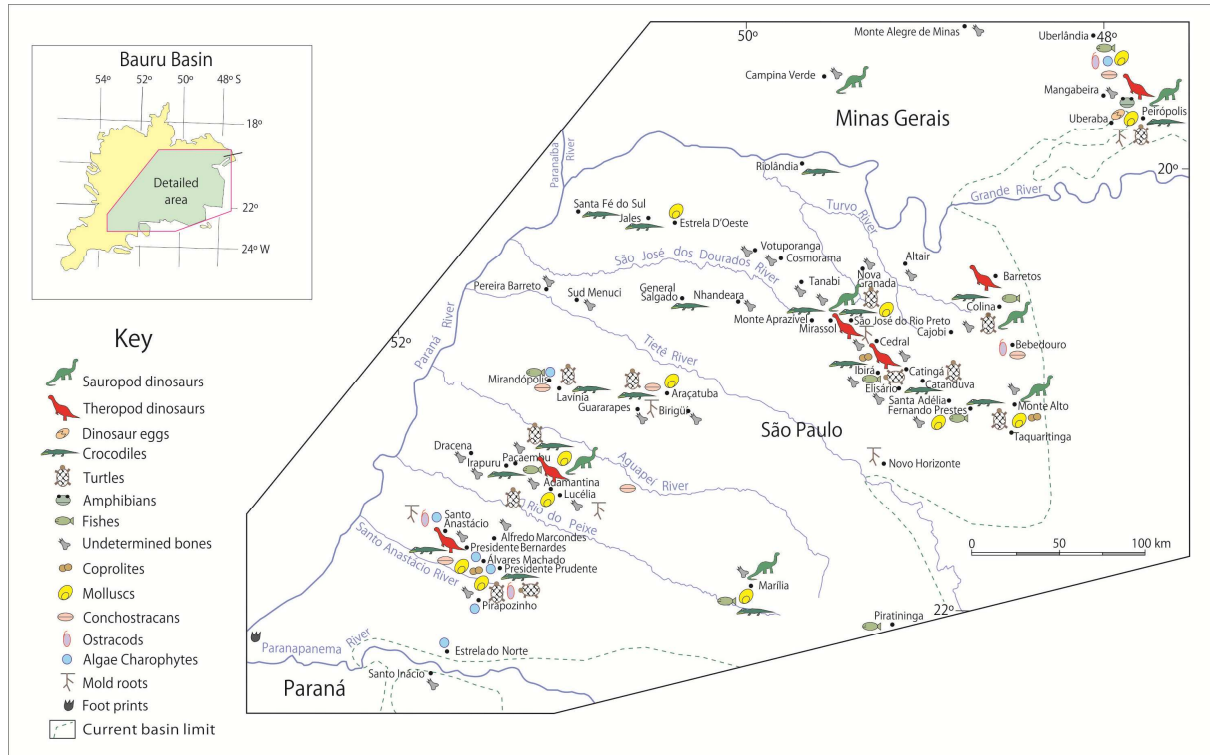 Bauru Basin
54º
52º
50º
48º S
18º
22º
24º W
Detailed
area
Key
Sauropod dinosaurs
Theropod dinosaurs
Dinosaur eggs
Crocodiles
Turtles
Amphibians
Fishes
Undetermined bones
Coprolites
Molluscs
Conchostracans
Ostracods
Algae Charophytes
Mold roots
Foot prints
Current basin limit
50º
48º
Monte Alegre de Minas
Uberlândia
Campina Verde
Mangabeira
Minas Gerais
Uberaba
Peirópolis
Paranaiba
River
20º
Riolândia
Grande River
Turvo
River
Santa Fé do Sul
Jales
Estrela D'Oeste
Votuporanga
Cosmorama
Altair
São José dos Dourados River
Nova
Granada
Tanabi
Barretos
Pereira Barreto
Sud Menuci
General
Salgado
Nhandeara
Colina
Monte Aprazível
Mirassol
São José do Rio Preto
Cajobi
52º
Paraná River
Tieté River
Cedral
Bebedouro
Mirandópolis
Lavínia
Araçatuba
Guararapes
Birigüi
Ibirá
Catingá
Elisário
Catanduva
Santa Adélia
Fernando Prestes
Monte Alto
Taquaritinga
São Paulo
Dracena
Irapuru
Pacaembu
Adamantina
Lucélia
Aguapeí River
Novo Horizonte
Rio do Peixe
Santo
Anastácio
Alfredo Marcondes
Presidente Bernardes
Álvares Machado
Presidente Prudente
Santo Anastácio River
Pirapozinho
Marília
0
50
100 km
22º
Piratininga
Paranapanema River
Estrela do Norte
Santo Inácio
Paraná